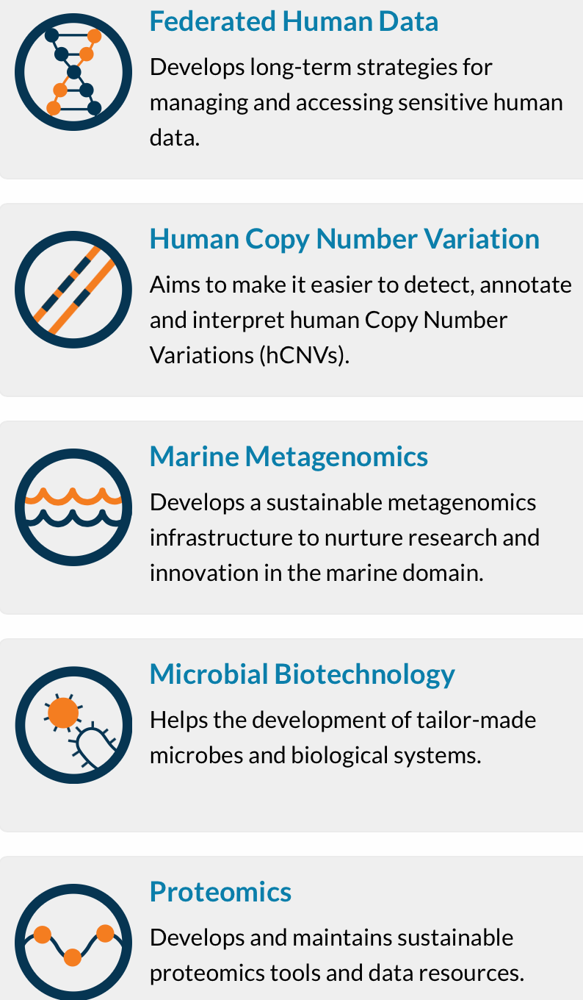 Federated Human Data
Develops long-term strategies for
managing and accessing sensitive human
data.
Human Copy Number Variation
Aims to make it easier to detect, annotate
and interpret human Copy Number
Variations (hCNVs).
Marine Metagenomics
Develops a sustainable metagenomics
infrastructure to nurture research and
innovation in the marine domain.
Microbial Biotechnology
Helps the development of tailor-made
microbes and biological systems.
Proteomics
Develops and maintains sustainable
proteomics tools and data resources.